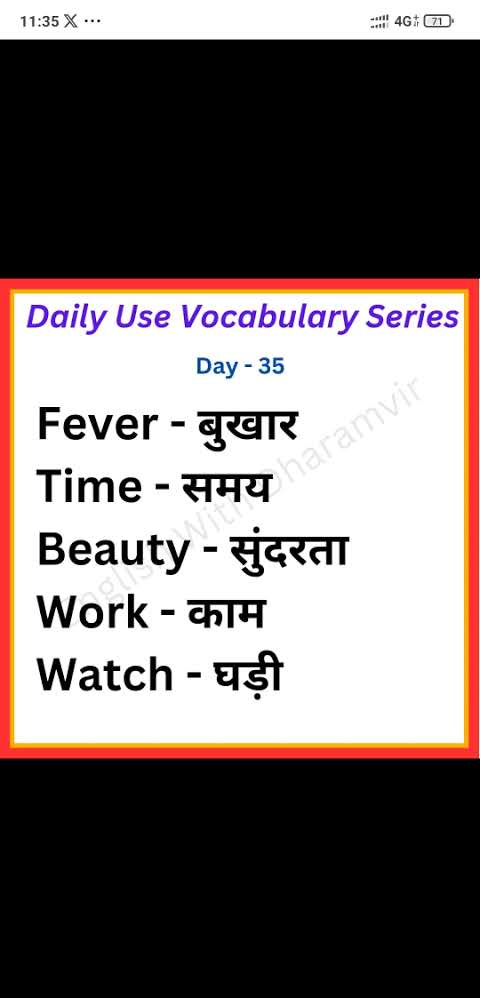 11:35 X ...
4G 71
Daily Use Vocabulary Series
Day - 35
Fever - बुखार
Time - समय
Beauty - सुंदरता
Work - काम
Watch - घड़ी
English With Dharamvir